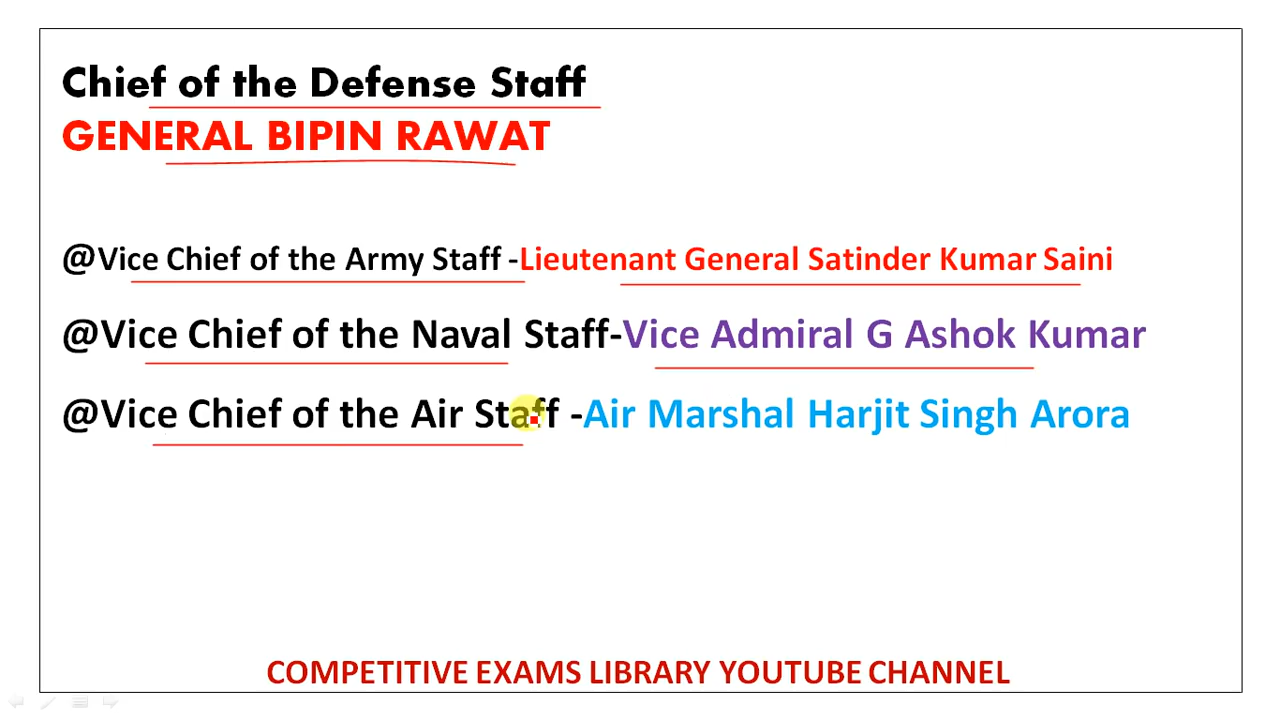 Chief of the Defense Staff
GENERAL BIPIN RAWAT
@Vice Chief of the Army Staff -Lieutenant General Satinder Kumar Saini
@Vice Chief of the Naval Staff-Vice Admiral G Ashok Kumar
@Vice Chief of the Air Staff -Air Marshal Harjit Singh Arora
COMPETITIVE EXAMS LIBRARY YOUTUBE CHANNEL